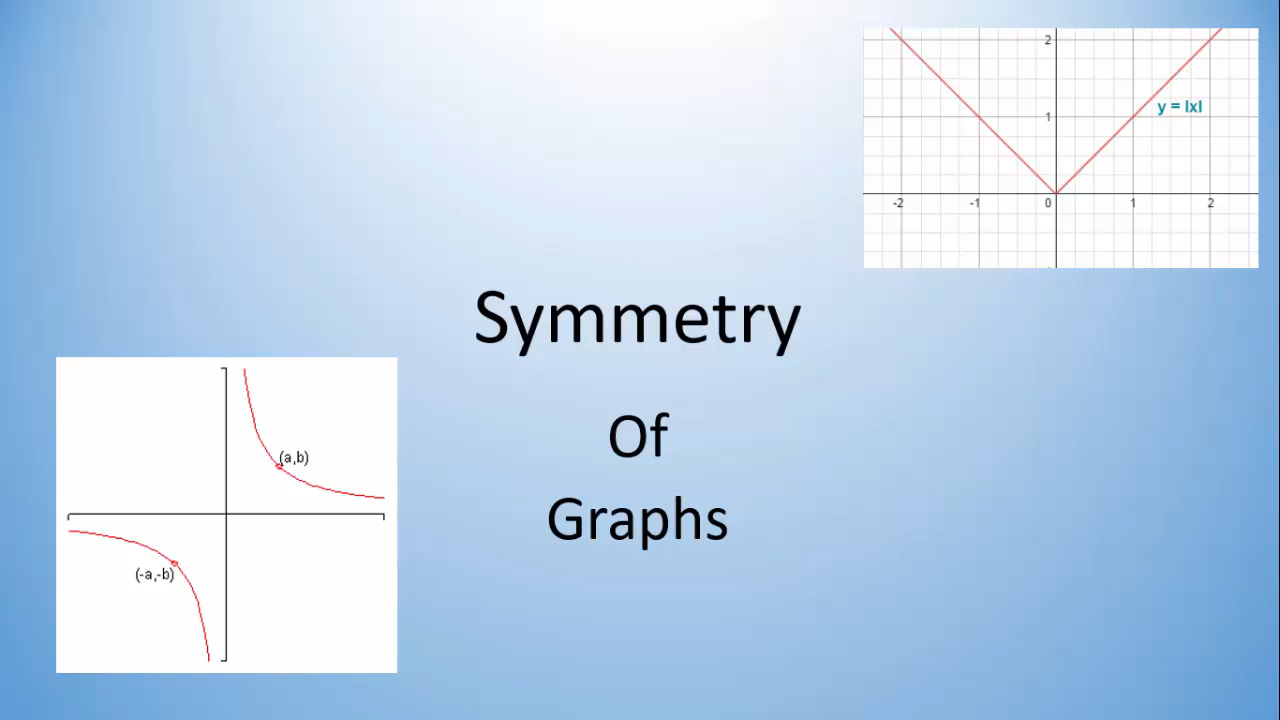 2
y = |x|
1
-2 -1 0 1 2
Symmetry
Of
Graphs
(a,b)
(-a,-b)